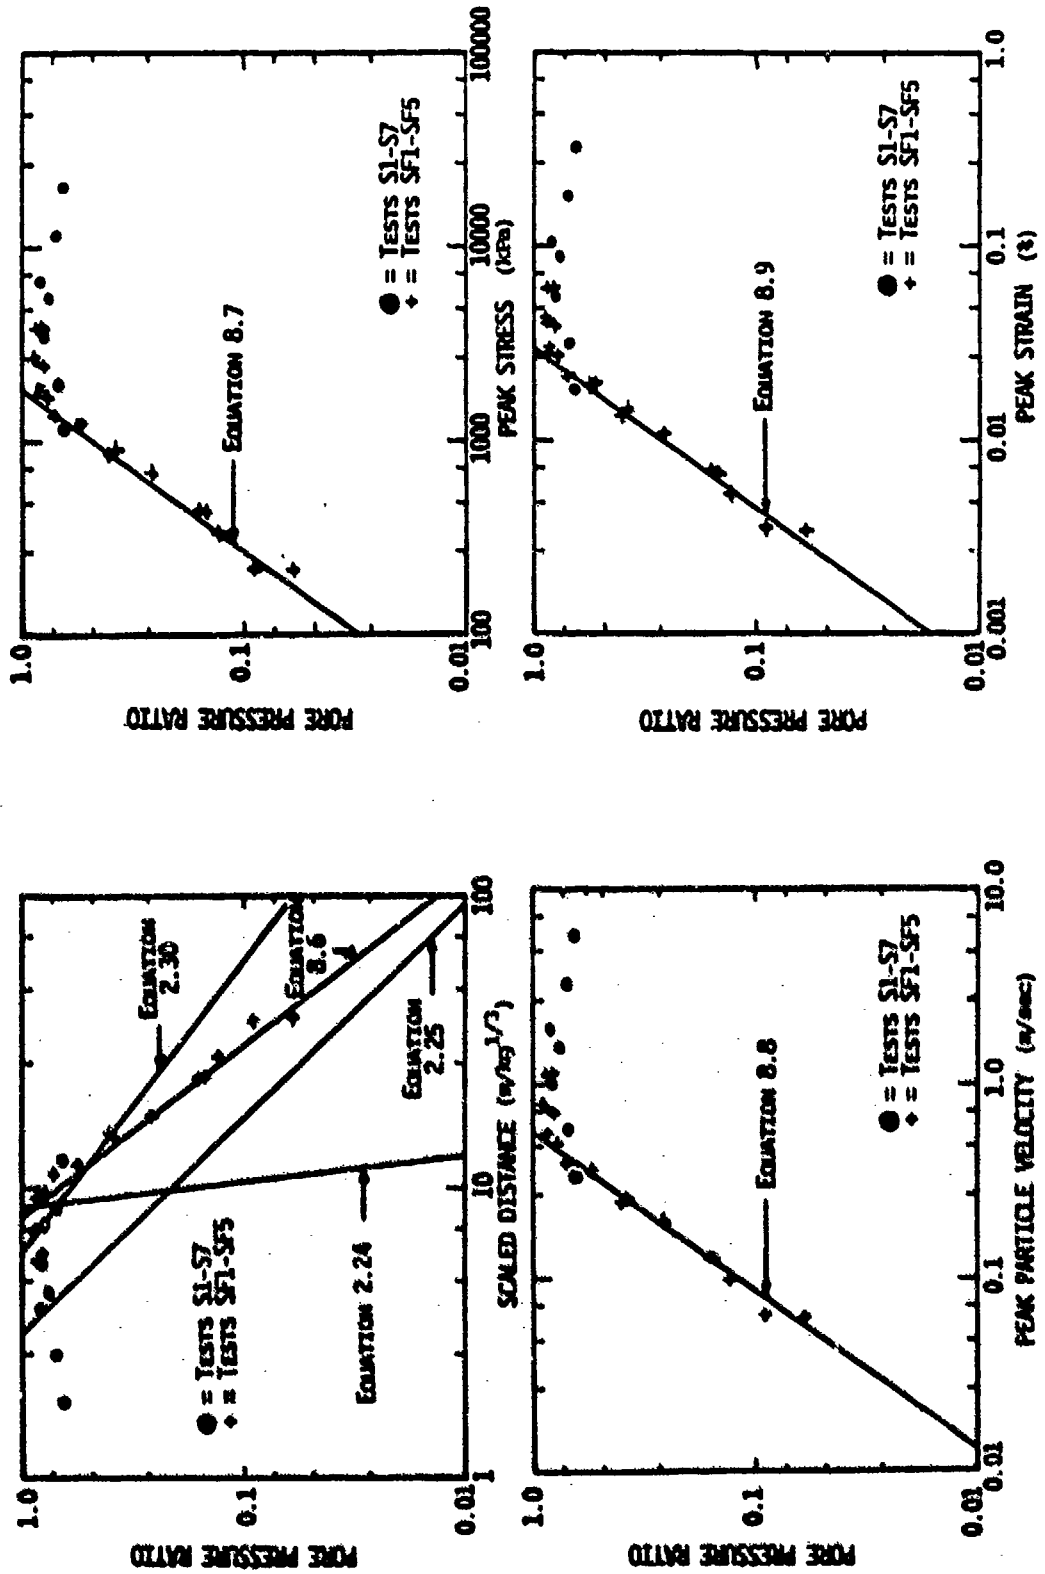 PORE PRESSURE RATIO
1.0
0.1
0.01
EQUATION
2.30
EQUATION
8.6
EQUATION
2.25
EQUATION 2.24
● = TESTS S1-S7
+ = TESTS SF1-SF5
1
10
100
SCALED DISTANCE (m/kg1/3)
PORE PRESSURE RATIO
1.0
0.1
0.01
EQUATION 8.7
● = TESTS S1-S7
+ = TESTS SF1-SF5
100
1000
10000
100000
PEAK STRESS (kPa)
PORE PRESSURE RATIO
1.0
0.1
0.01
EQUATION 8.8
● = TESTS S1-S7
+ = TESTS SF1-SF5
0.01
0.1
1.0
10.0
PEAK PARTICLE VELOCITY (m/sec)
PORE PRESSURE RATIO
1.0
0.1
0.01
EQUATION 8.9
● = TESTS S1-S7
+ = TESTS SF1-SF5
0.001
0.01
0.1
1.0
PEAK STRAIN (%)